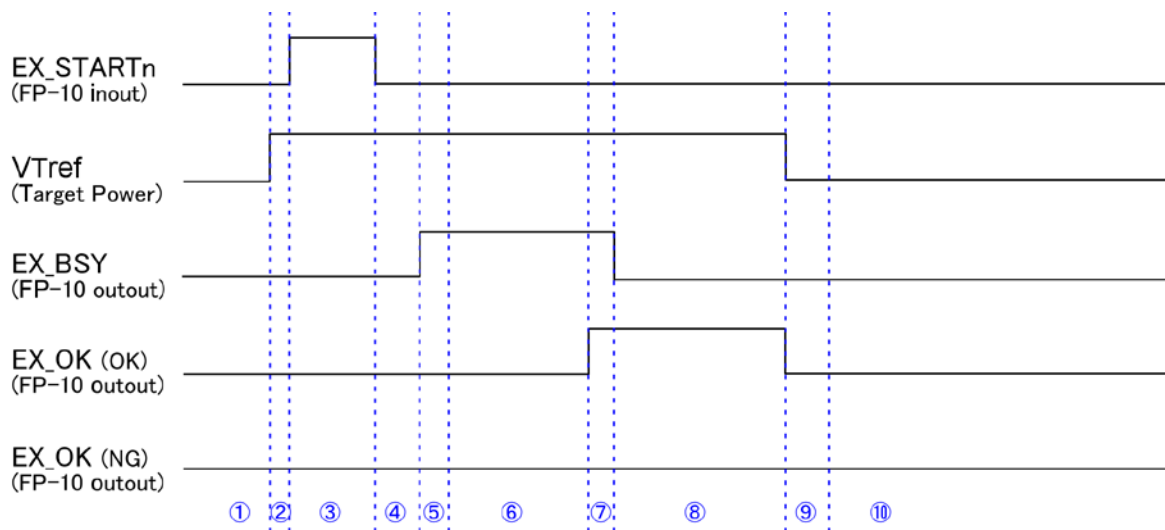 EX_STARTn
(FP-10 inout)
VTref
(Target Power)
EX_BSY
(FP-10 outout)
EX_OK (OK)
(FP-10 outout)
EX_OK (NG)
(FP-10 outout)
① ② ③ ④ ⑤ ⑥ ⑦ ⑧ ⑨ ⑩